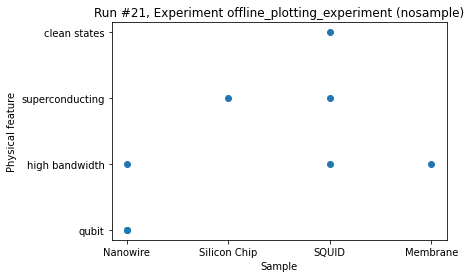 Run #21, Experiment offline_plotting_experiment (nosample)
clean states
superconducting
high bandwidth
qubit
Physical feature
Nanowire Silicon Chip SQUID Membrane
Sample